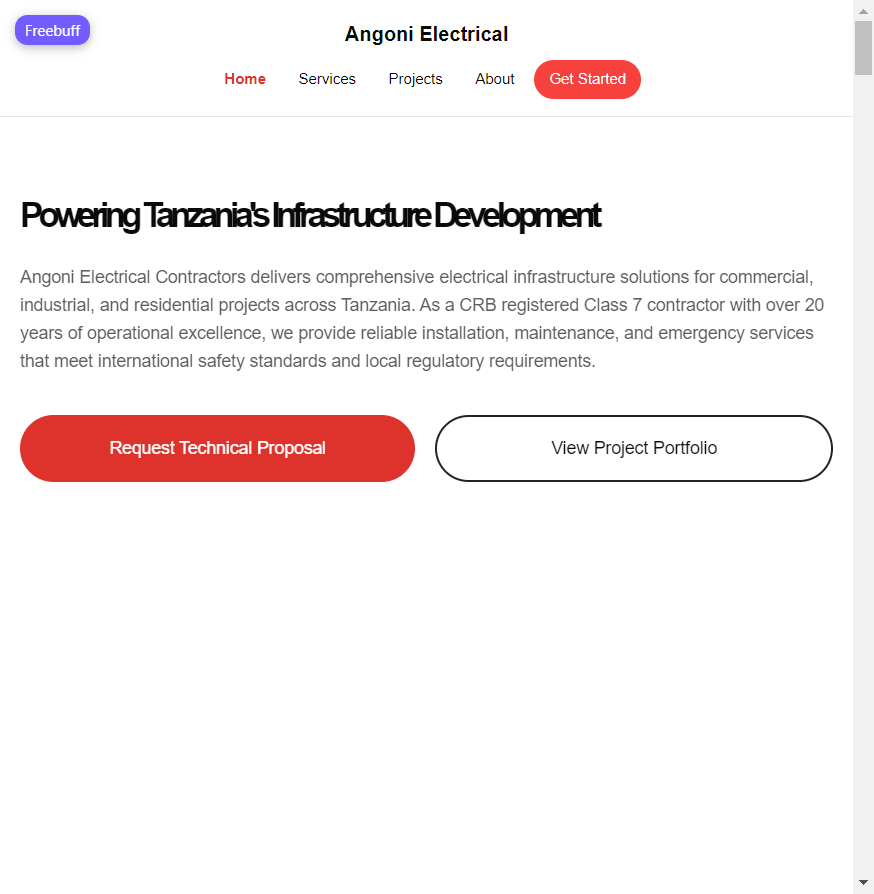 Freebuff
Angoni Electrical
Home Services Projects About Get Started
Powering Tanzania's Infrastructure Development
Angoni Electrical Contractors delivers comprehensive electrical infrastructure solutions for commercial,
industrial, and residential projects across Tanzania. As a CRB registered Class 7 contractor with over 20
years of operational excellence, we provide reliable installation, maintenance, and emergency services
that meet international safety standards and local regulatory requirements.
Request Technical Proposal View Project Portfolio